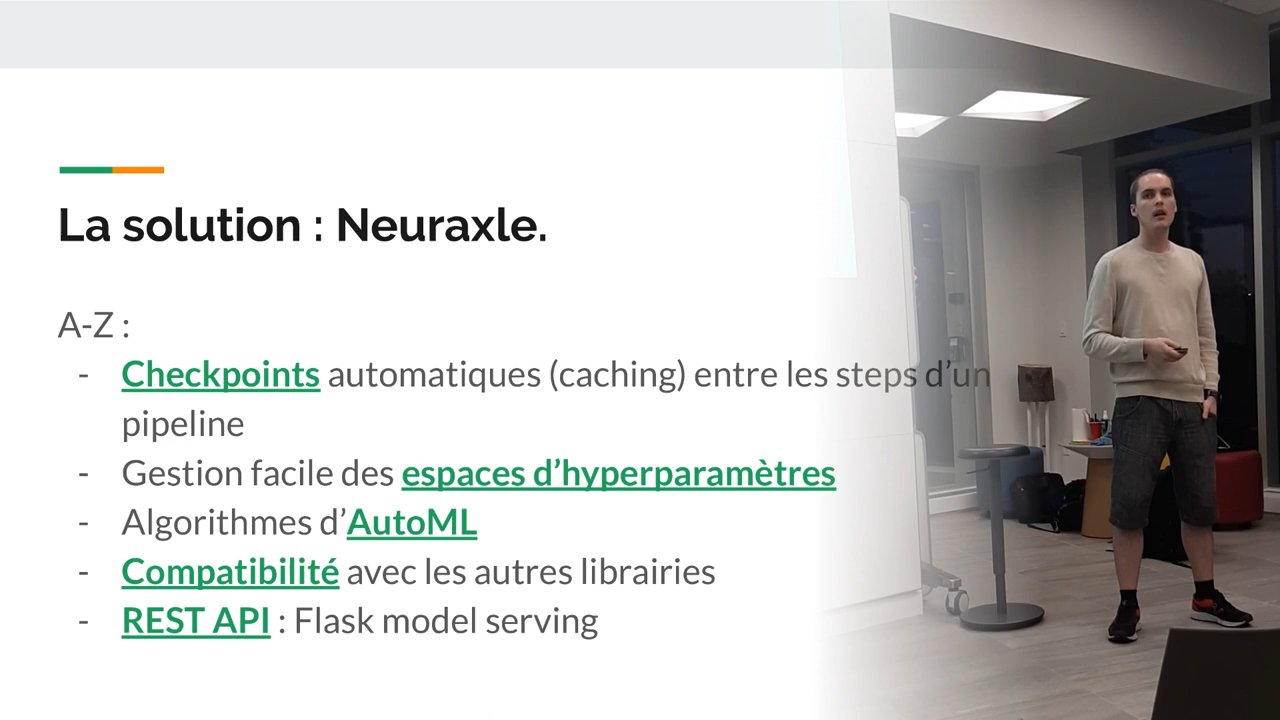 La solution : Neuraxle.
A-Z :
- Checkpoints automatiques (caching) entre les steps d’un
pipeline
- Gestion facile des espaces d’hyperparamètres
- Algorithmes d’AutoML
- Compatibilité avec les autres librairies
- REST API : Flask model serving